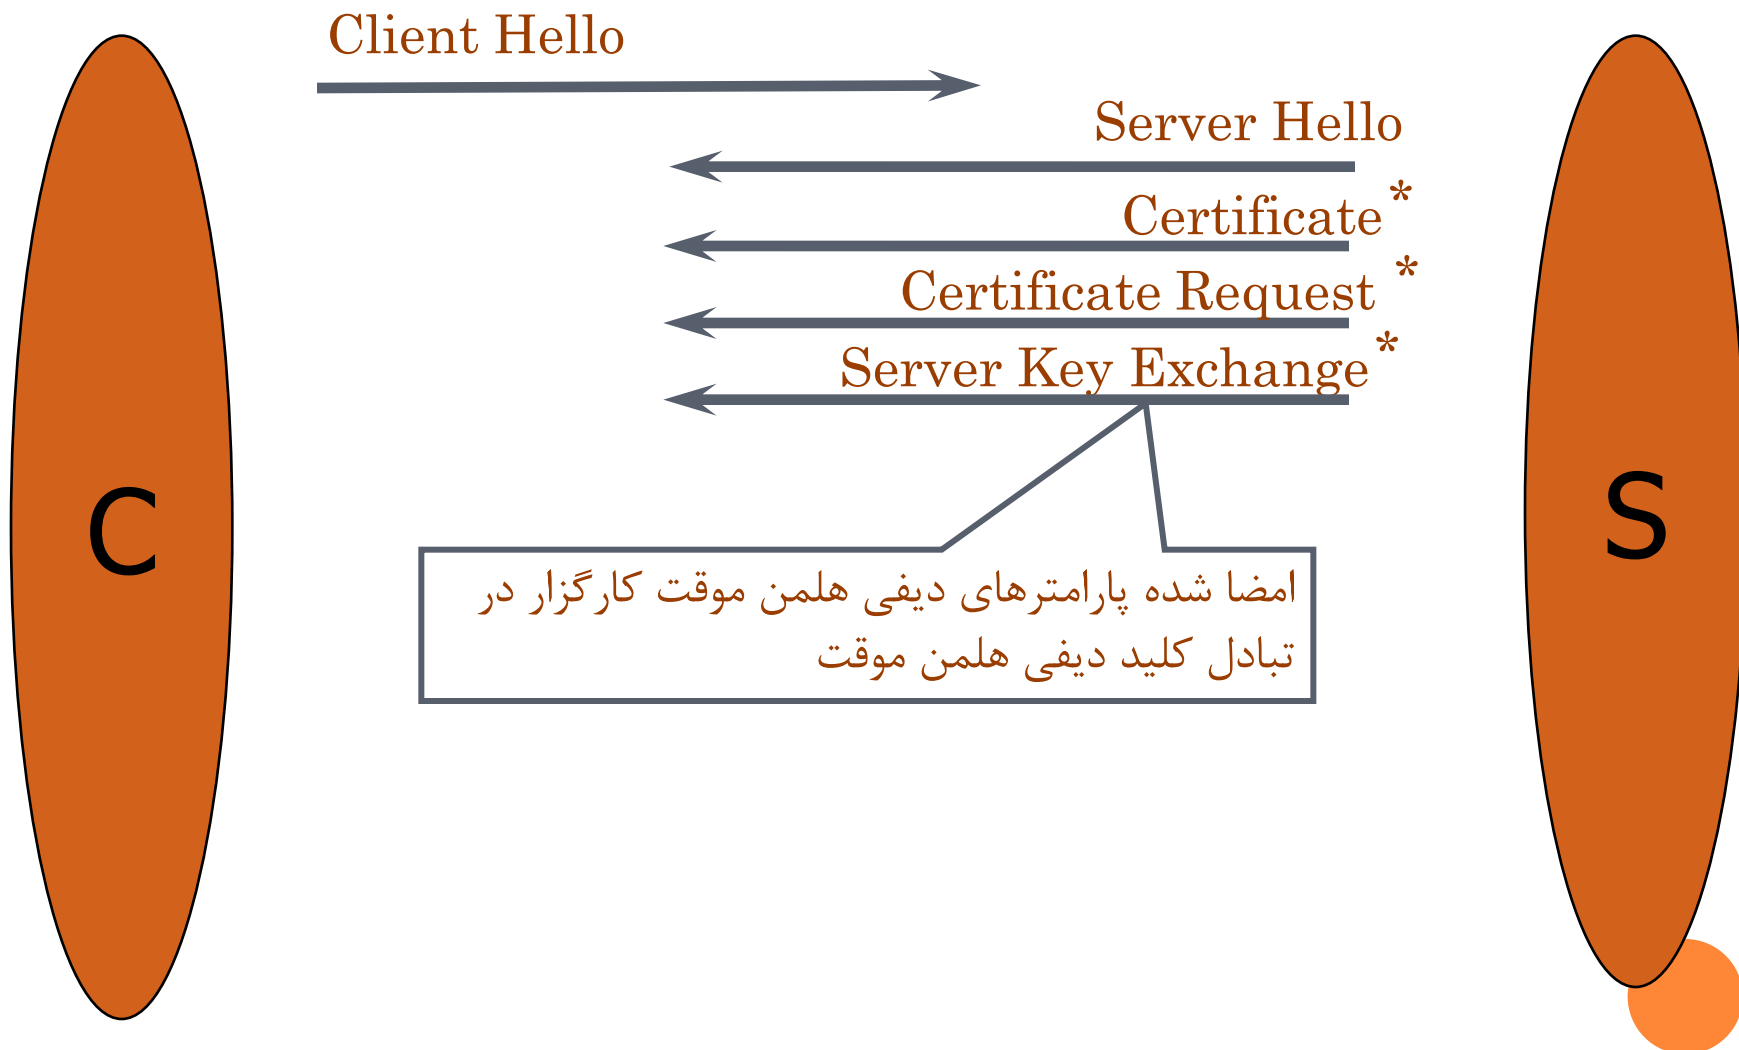 Client Hello
Server Hello
Certificate*
Certificate Request *
Server Key Exchange*
C
S
امضا شده پارامترهای دیفی هلمن موقت کارگزار در
تبادل کلید دیفی هلمن موقت